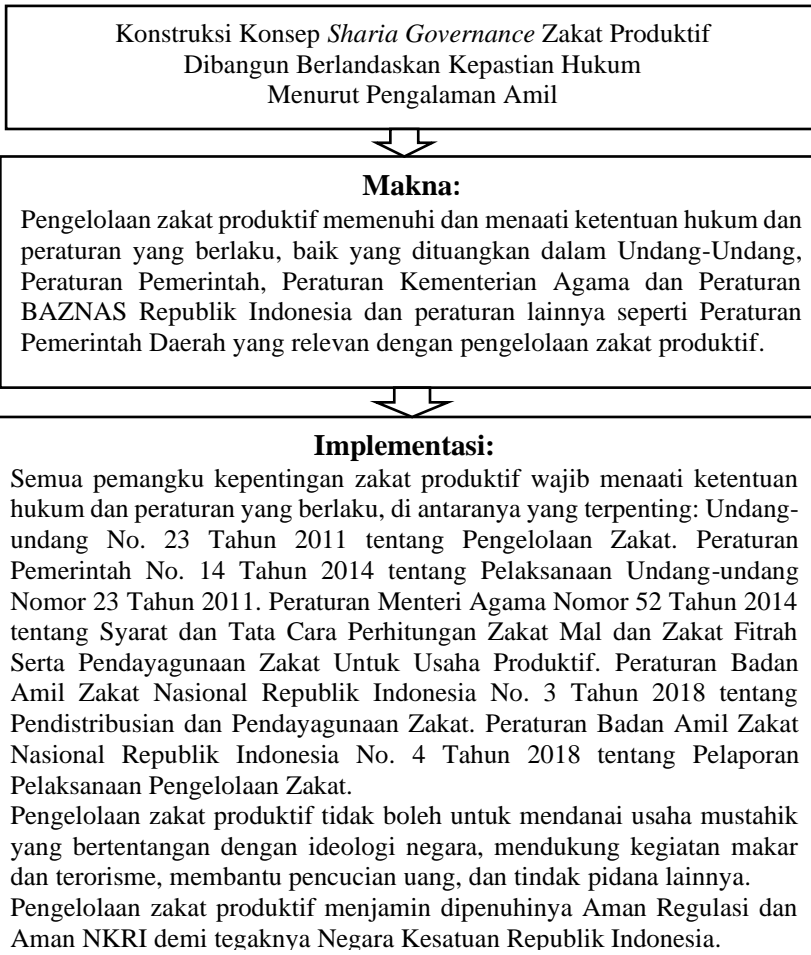 Konstruksi Konsep Sharia Governance Zakat Produktif
Dibangun Berlandaskan Kepastian Hukum
Menurut Pengalaman Amil
Makna:
Pengelolaan zakat produktif memenuhi dan menaati ketentuan hukum dan
peraturan yang berlaku, baik yang dituangkan dalam Undang-Undang,
Peraturan Pemerintah, Peraturan Kementerian Agama dan Peraturan
BAZNAS Republik Indonesia dan peraturan lainnya seperti Peraturan
Pemerintah Daerah yang relevan dengan pengelolaan zakat produktif.
Implementasi:
Semua pemangku kepentingan zakat produktif wajib menaati ketentuan
hukum dan peraturan yang berlaku, di antaranya yang terpenting: Undang-
undang No. 23 Tahun 2011 tentang Pengelolaan Zakat. Peraturan
Pemerintah No. 14 Tahun 2014 tentang Pelaksanaan Undang-undang
Nomor 23 Tahun 2011. Peraturan Menteri Agama Nomor 52 Tahun 2014
tentang Syarat dan Tata Cara Perhitungan Zakat Mal dan Zakat Fitrah
Serta Pendayagunaan Zakat Untuk Usaha Produktif. Peraturan Badan
Amil Zakat Nasional Republik Indonesia No. 3 Tahun 2018 tentang
Pendistribusian dan Pendayagunaan Zakat. Peraturan Badan Amil Zakat
Nasional Republik Indonesia No. 4 Tahun 2018 tentang Pelaporan
Pelaksanaan Pengelolaan Zakat.
Pengelolaan zakat produktif tidak boleh untuk mendanai usaha mustahik
yang bertentangan dengan ideologi negara, mendukung kegiatan makar
dan terorisme, membantu pencucian uang, dan tindak pidana lainnya.
Pengelolaan zakat produktif menjamin dipenuhinya Aman Regulasi dan
Aman NKRI demi tegaknya Negara Kesatuan Republik Indonesia.